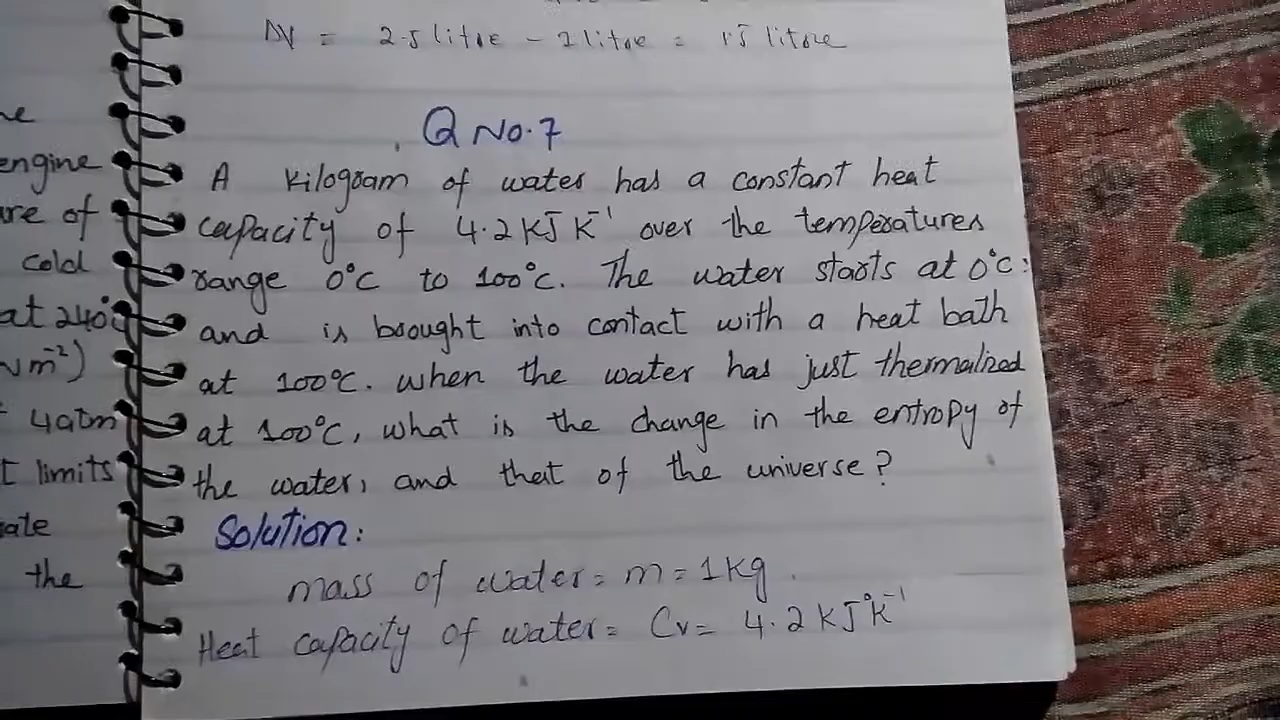 ΔV = 2.5 litre - 1 litre = 1.5 litre
Q No.7
A kilogram of water has a constant heat
capacity of 4.2 KJ K⁻¹ over the temperatures
range 0°C to 100°C. The water starts at 0°C:
and is brought into contact with a heat bath
at 100°C. when the water has just thermalized
at 100°C, what is the change in the entropy of
the water, and that of the universe?
Solution:
mass of water = m = 1 kg.
Heat capacity of water = Cv = 4.2 KJ°K⁻¹
engine
are of
cold
at 240°
m⁻²)
4atm
t limits
ate
the